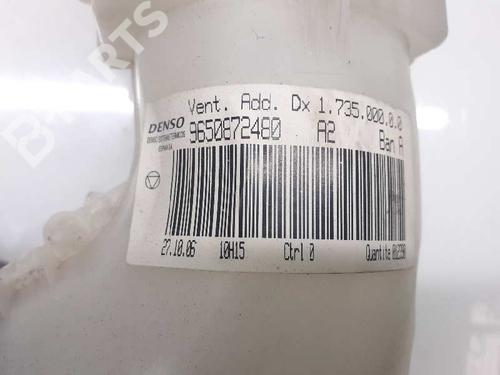 Vent. Add. Dx 1.735.000.0.0
DENSO
9650872480 A2 Ban A
27.10.06 10H15 Ctrl 0 Quantita
B-PARTS